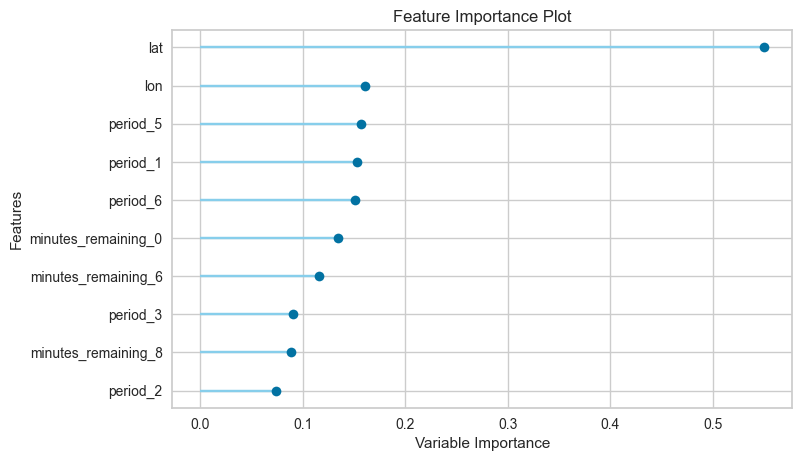 Feature Importance Plot
Features
lat
lon
period_5
period_1
period_6
minutes_remaining_0
minutes_remaining_6
period_3
minutes_remaining_8
period_2
0.0 0.1 0.2 0.3 0.4 0.5
Variable Importance